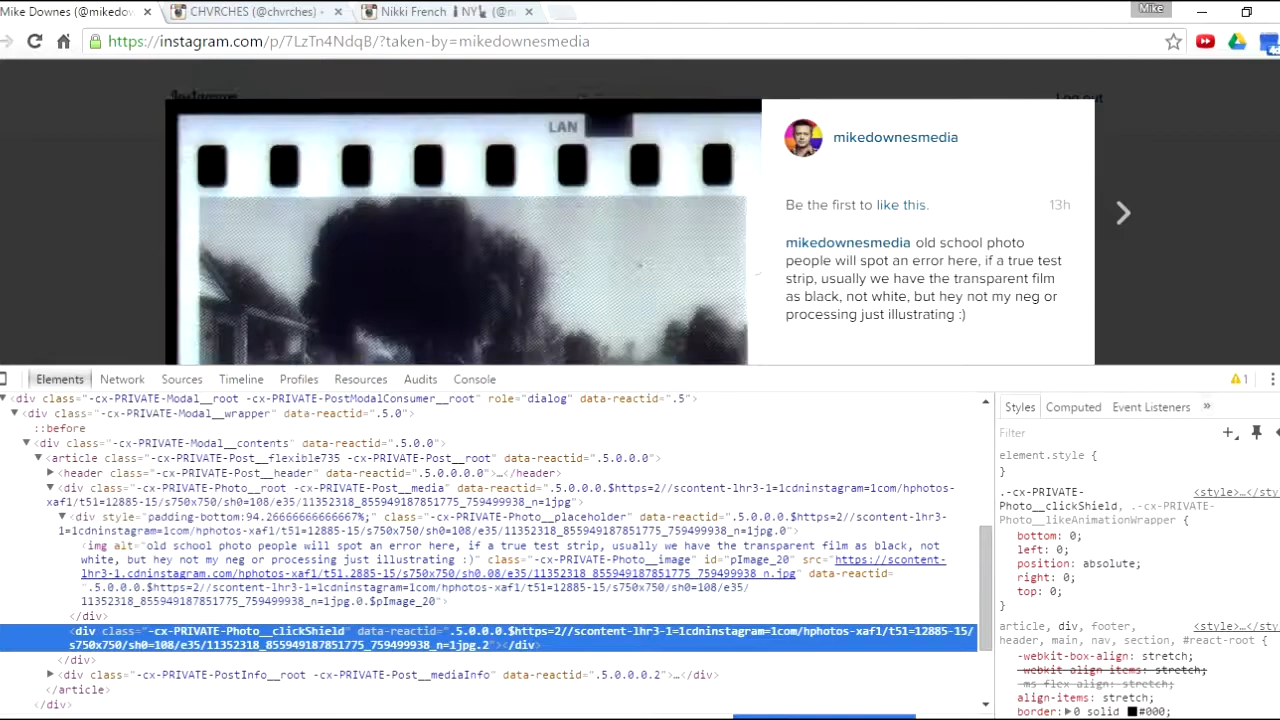 Mike Downes (@mikedow
CHVRCHES (@chvrches) •
Nikki French
NY
(@n
Mike
https://instagram.com/p/7LzTn4NdqB/?taken-by=mikedownesmedia
Log out
LAN
mikedownesmedia
Be the first to like this.
13h
mikedownesmedia old school photo
people will spot an error here, if a true test
strip, usually we have the transparent film
as black, not white, but hey not my neg or
processing just illustrating :)
Elements Network Sources Timeline Profiles Resources Audits Console
1
<div class="-cx-PRIVATE-Modal__root -cx-PRIVATE-PostModalConsumer__root" role="dialog" data-reactid=".5">
<div class="-cx-PRIVATE-Modal__wrapper" data-reactid=".5.0">
::before
<div class="-cx-PRIVATE-Modal__contents" data-reactid=".5.0.0">
<article class="-cx-PRIVATE-Post__flexible735 -cx-PRIVATE-Post__root" data-reactid=".5.0.0.0">
<header class="-cx-PRIVATE-Post__header" data-reactid=".5.0.0.0.0">…</header>
<div class="-cx-PRIVATE-Photo__root -cx-PRIVATE-Post__media" data-reactid=".5.0.0.0.$https=2//scontent-lhr3-1=1cdninstagram=1com/hphotos-
xaf1/t51=12885-15/s750x750/sh0=108/e35/11352318_855949187851775_759499938_n=1jpg">
<div style="padding-bottom:94.26666666666667%;" class="-cx-PRIVATE-Photo__placeholder" data-reactid=".5.0.0.0.$https=2//scontent-lhr3-
1=1cdninstagram=1com/hphotos-xaf1/t51=12885-15/s750x750/sh0=108/e35/11352318_855949187851775_759499938_n=1jpg.0">
<img alt="old school photo people will spot an error here, if a true test strip, usually we have the transparent film as black, not
white, but hey not my neg or processing just illustrating :)" class="-cx-PRIVATE-Photo__image" id="pImage_20" src="https://scontent-
lhr3-1.cdninstagram.com/hphotos-xaf1/t51.2885-15/s750x750/sh0.08/e35/11352318_855949187851775_759499938_n.jpg" data-reactid=
".5.0.0.0.$https=2//scontent-lhr3-1=1cdninstagram=1com/hphotos-xaf1/t51=12885-15/s750x750/sh0=108/e35/
11352318_855949187851775_759499938_n=1jpg.0.$pImage_20">
</div>
<div class="-cx-PRIVATE-Photo__clickShield" data-reactid=".5.0.0.0.$https=2//scontent-lhr3-1=1cdninstagram=1com/hphotos-xaf1/t51=12885-15/
s750x750/sh0=108/e35/11352318_855949187851775_759499938_n=1jpg.2"></div>
</div>
<div class="-cx-PRIVATE-PostInfo__root -cx-PRIVATE-Post__mediaInfo" data-reactid=".5.0.0.0.2">…</div>
</article>
</div>
Styles Computed Event Listeners »
Filter
element.style {
}
.-cx-PRIVATE- <style>…</sty
Photo__clickShield, .-cx-PRIVATE-
Photo__likeAnimationWrapper {
bottom: 0;
left: 0;
position: absolute;
right: 0;
top: 0;
}
article, div, footer, <style>…</sty
header, main, nav, section, #react-root {
-webkit-box-align: stretch;
-webkit-align-items: stretch;
-ms-flex-align: stretch;
align-items: stretch;
border: 0 solid #000;